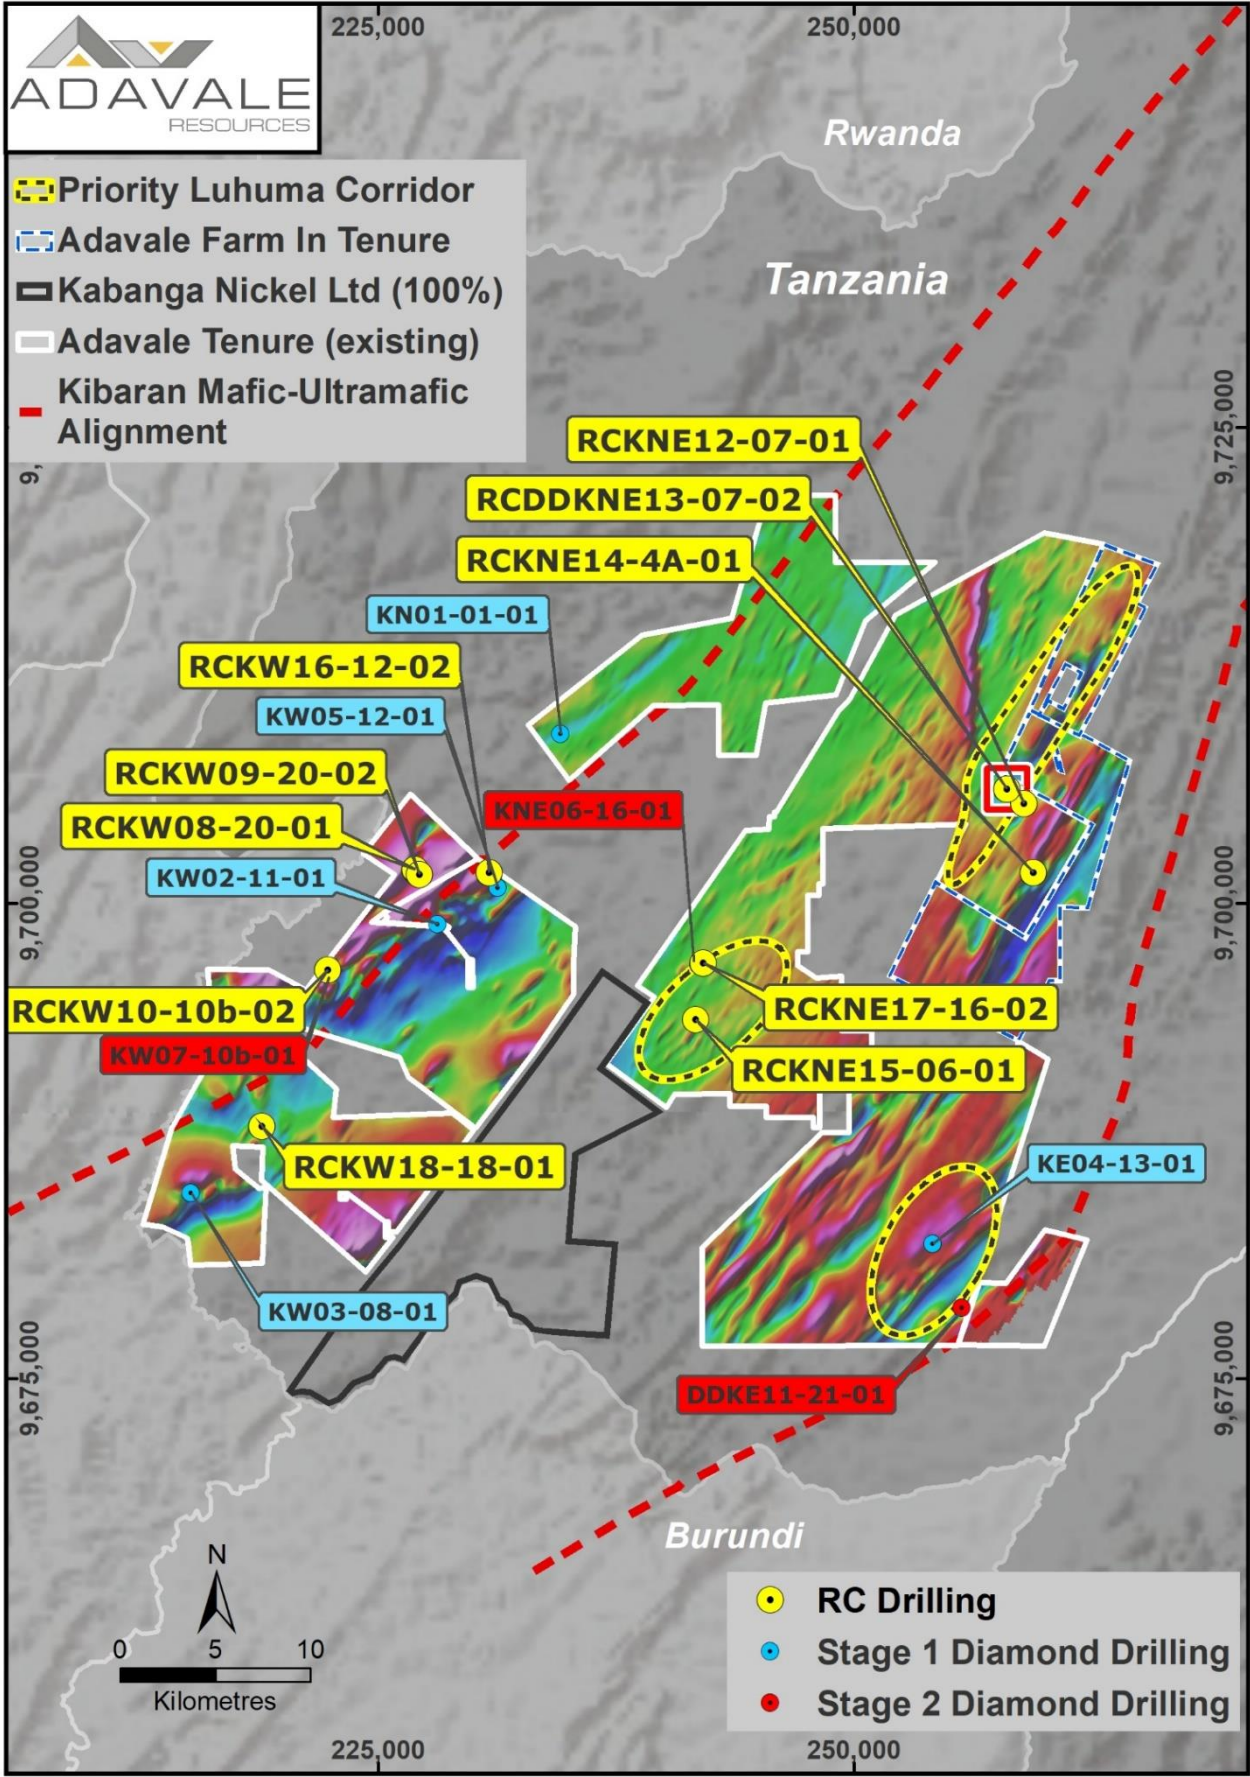 225,000
250,000
ADAVALE
RESOURCES
Rwanda
Priority Luhuma Corridor
Adavale Farm In Tenure
Tanzania
Kabanga Nickel Ltd (100%)
Adavale Tenure (existing)
Kibaran Mafic-Ultramafic
Alignment
9,
9,725,000
RCKNE12-07-01
RCDDKNE13-07-02
RCKNE14-4A-01
KN01-01-01
RCKW16-12-02
KW05-12-01
RCKW09-20-02
KNE06-16-01
RCKW08-20-01
KW02-11-01
9,700,000
9,700,000
RCKW10-10b-02
RCKNE17-16-02
KW07-10b-01
RCKNE15-06-01
RCKW18-18-01
KE04-13-01
KW03-08-01
9,675,000
9,675,000
DDKE11-21-01
Burundi
N
0 5 10
Kilometres
RC Drilling
Stage 1 Diamond Drilling
Stage 2 Diamond Drilling
225,000
250,000